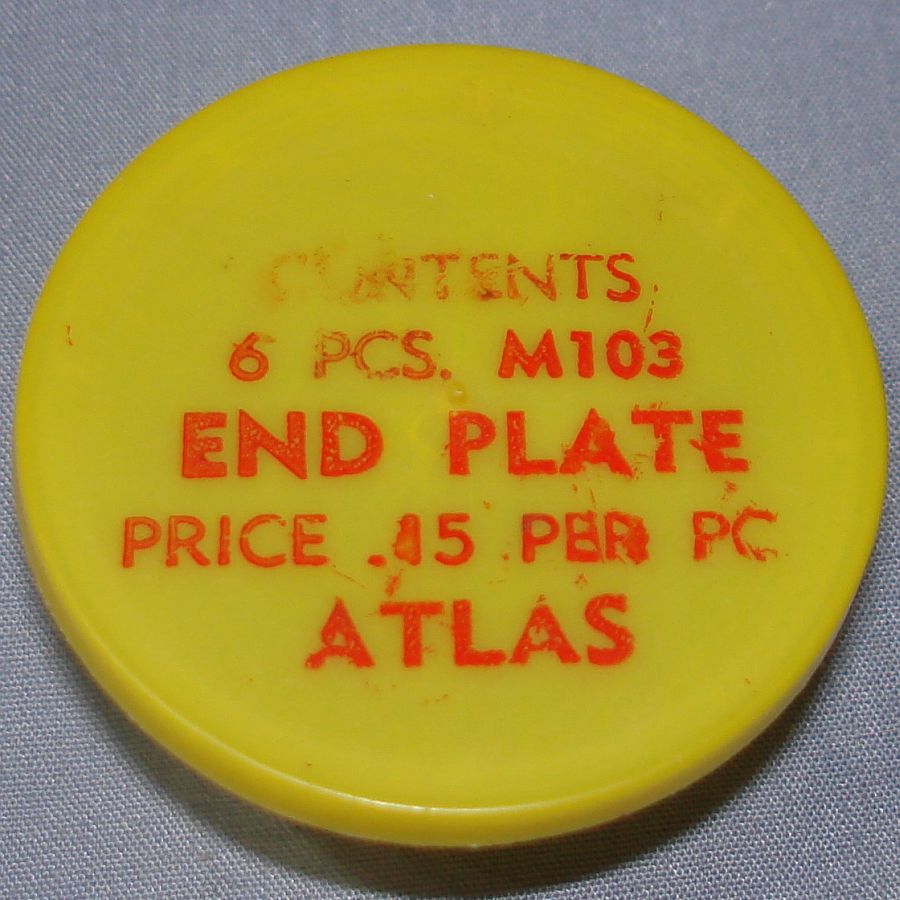 CONTENTS
6 PCS. M103
END PLATE
PRICE .15 PER PC
ATLAS